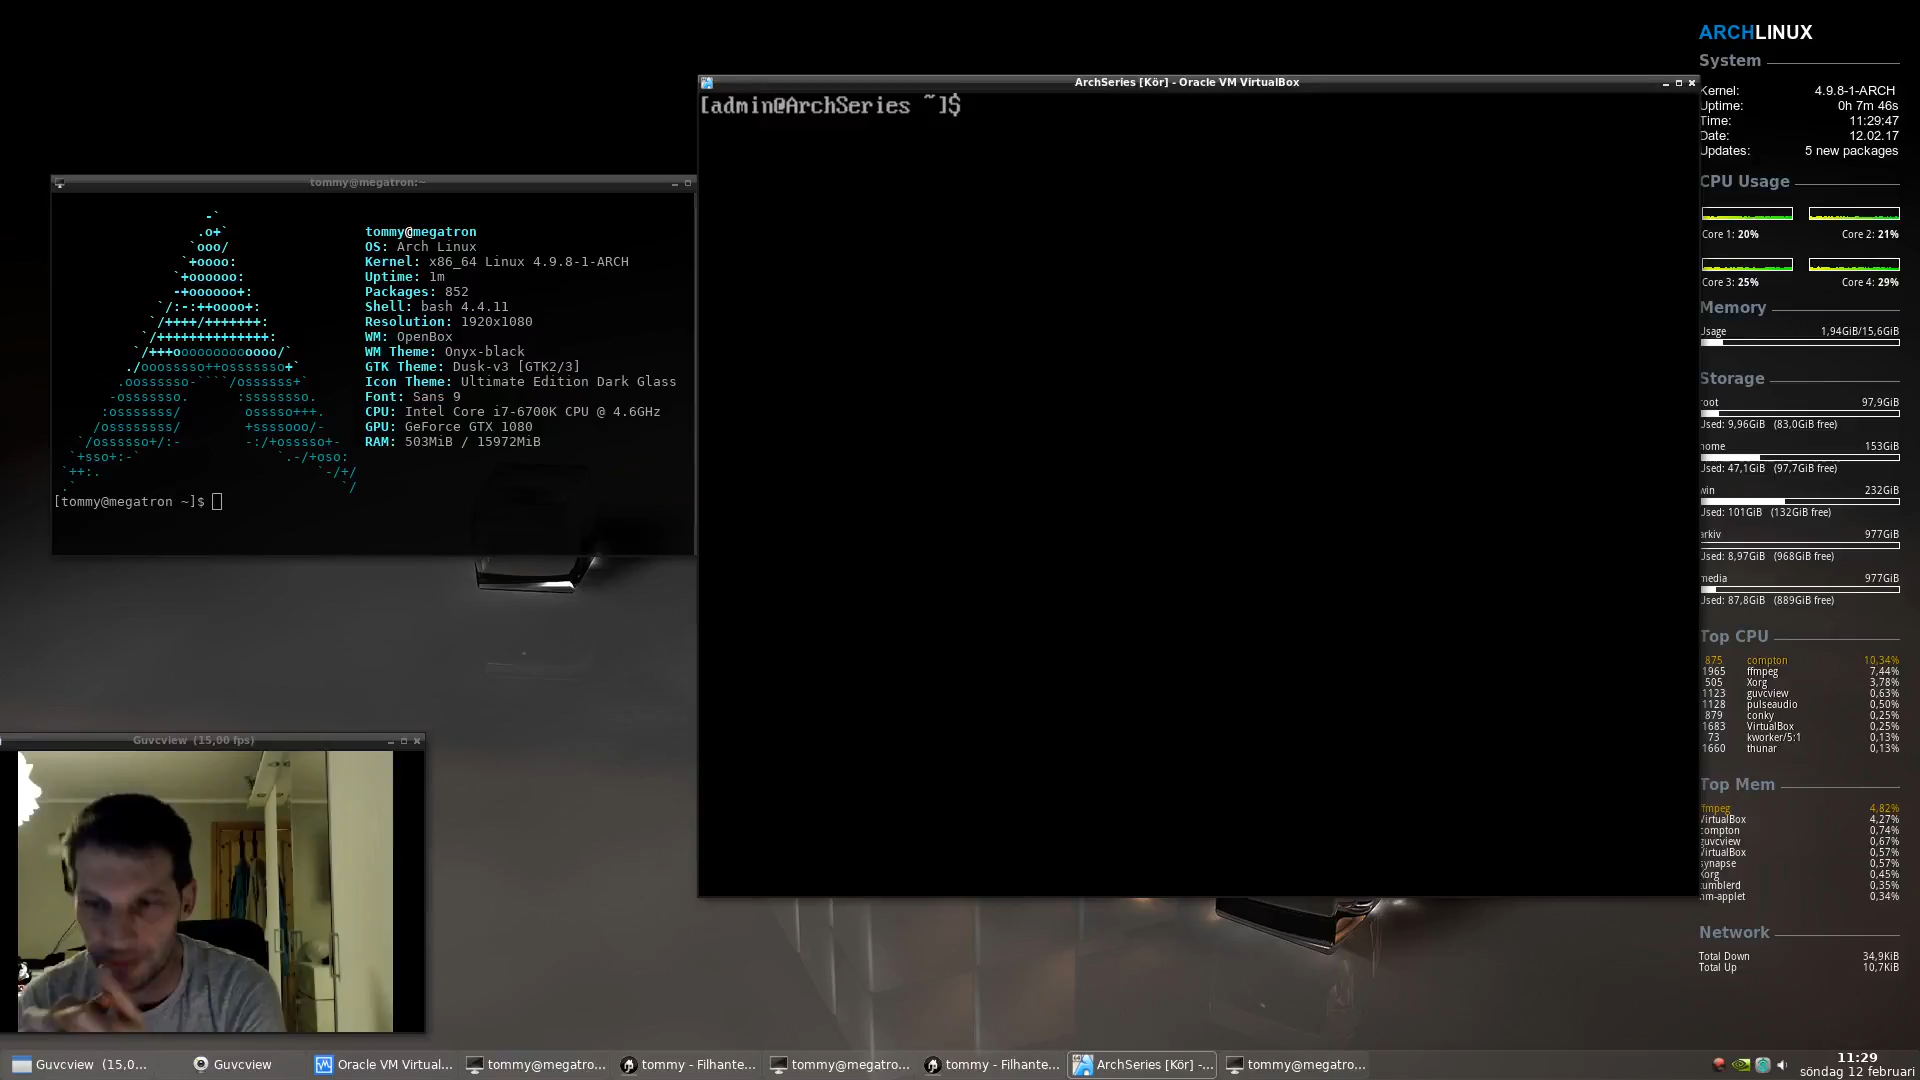 ArchSeries [Kör] - Oracle VM VirtualBox
[admin@ArchSeries ~]$
tommy@megatron:~
tommy@megatron
OS: Arch Linux
Kernel: x86_64 Linux 4.9.8-1-ARCH
Uptime: 1m
Packages: 852
Shell: bash 4.4.11
Resolution: 1920x1080
WM: OpenBox
WM Theme: Onyx-black
GTK Theme: Dusk-v3 [GTK2/3]
Icon Theme: Ultimate Edition Dark Glass
Font: Sans 9
CPU: Intel Core i7-6700K CPU @ 4.6GHz
GPU: GeForce GTX 1080
RAM: 503MiB / 15972MiB
[tommy@megatron ~]$
Guvcview (15,00 fps)
ARCHLINUX
System
Kernel: 4.9.8-1-ARCH
Uptime: 0h 7m 46s
Time: 11:29:47
Date: 12.02.17
Updates: 5 new packages
CPU Usage
Core 1: 20% Core 2: 21%
Core 3: 25% Core 4: 29%
Memory
Usage 1,94GiB/15,6GiB
Storage
root 97,9GiB
Used: 9,96GiB (83,0GiB free)
home 153GiB
Used: 47,1GiB (97,7GiB free)
win 232GiB
Used: 101GiB (132GiB free)
arkiv 977GiB
Used: 8,97GiB (968GiB free)
media 977GiB
Used: 87,8GiB (889GiB free)
Top CPU
875 compton 10,34%
1965 ffmpeg 7,44%
505 Xorg 3,78%
1123 guvcview 0,63%
1128 pulseaudio 0,50%
879 conky 0,25%
1683 VirtualBox 0,25%
73 kworker/5:1 0,13%
1660 thunar 0,13%
Top Mem
ffmpeg 4,82%
VirtualBox 4,27%
compton 0,74%
guvcview 0,67%
VirtualBox 0,57%
synapse 0,57%
Xorg 0,45%
tumblerd 0,35%
nm-applet 0,34%
Network
Total Down 34,9KiB
Total Up 10,7KiB
Guvcview (15,0... Guvcview Oracle VM Virtual... tommy@megatro... tommy - Filhante... tommy@megatro... tommy - Filhante... ArchSeries [Kör] -... tommy@megatro...
11:29
söndag 12 februari